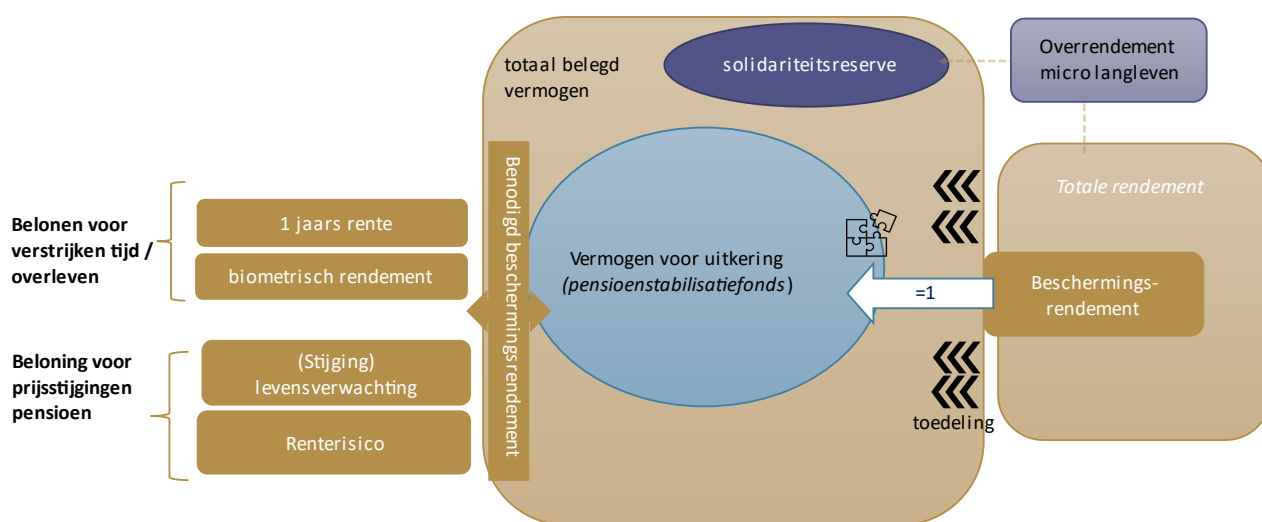 totaal belegd
vermogen
solidariteitsreserve
Overrendement
micro langleven
Totale rendement
Belonen voor
verstrijken tijd /
overleven
1 jaars rente
biometrisch rendement
Benodigd beschermingsrendement
Vermogen voor uitkering
(pensioenstabilisatiefonds)
=1
Beschermings-
rendement
Beloning voor
prijsstijgingen
pensioen
(Stijging)
levensverwachting
Renterisico
toedeling